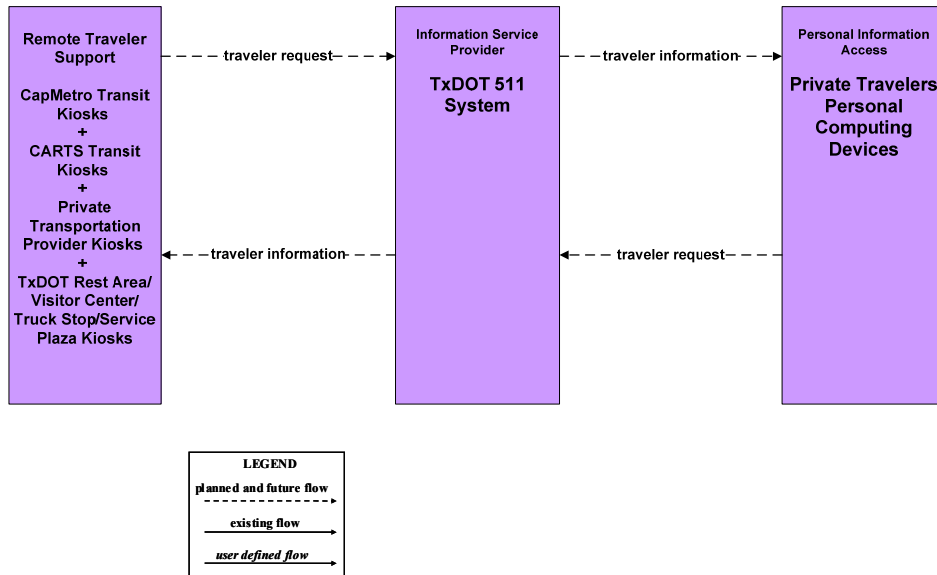 Remote Traveler
Support
CapMetro Transit
Kiosks
+
CARTS Transit
Kiosks
+
Private
Transportation
Provider Kiosks
+
TxDOT Rest Area/
Visitor Center/
Truck Stop/Service
Plaza Kiosks
traveler request
traveler information
Information Service
Provider
TxDOT 511
System
traveler information
traveler request
Personal Information
Access
Private Travelers
Personal
Computing
Devices
LEGEND
planned and future flow
existing flow
user defined flow